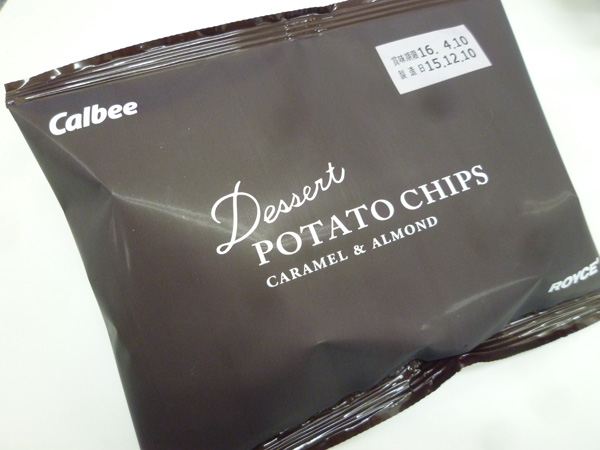 賞味期限16. 4.10
製造日15.12.10
Calbee
Dessert
POTATO CHIPS
CARAMEL & ALMOND
ROYCE'